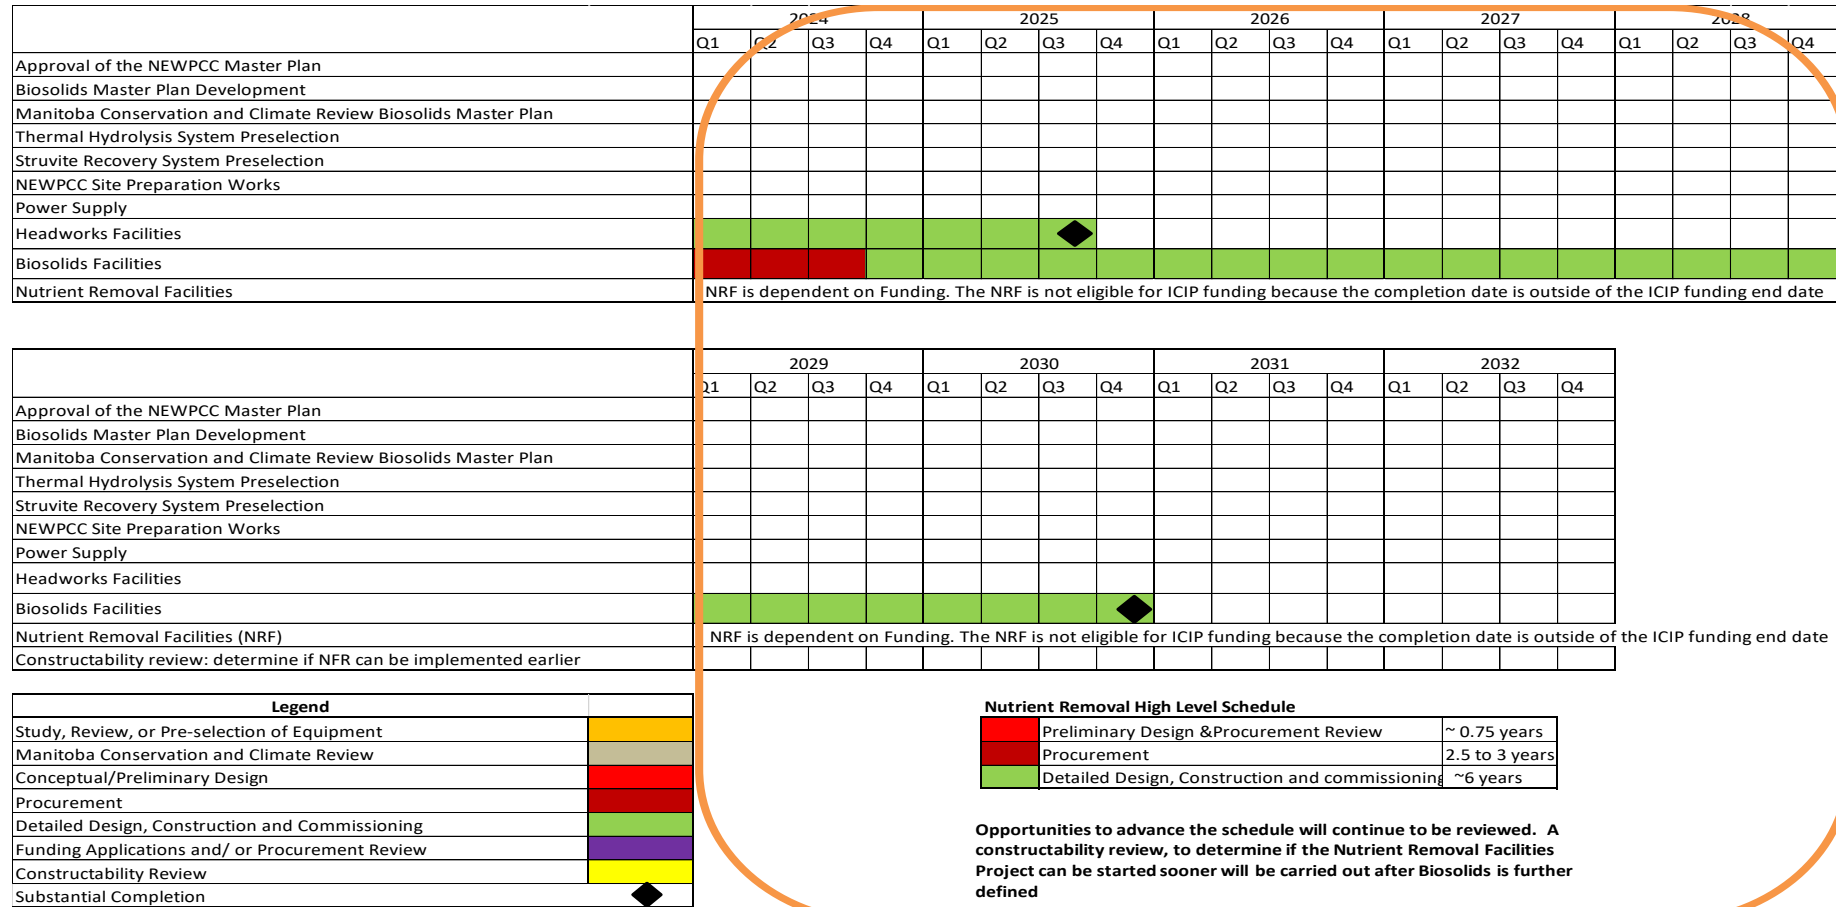 2024 2025 2026 2027 2028
Q1 Q2 Q3 Q4 Q1 Q2 Q3 Q4 Q1 Q2 Q3 Q4 Q1 Q2 Q3 Q4 Q1 Q2 Q3 Q4
Approval of the NEWPCC Master Plan
Biosolids Master Plan Development
Manitoba Conservation and Climate Review Biosolids Master Plan
Thermal Hydrolysis System Preselection
Struvite Recovery System Preselection
NEWPCC Site Preparation Works
Power Supply
Headworks Facilities
Biosolids Facilities
Nutrient Removal Facilities NRF is dependent on Funding. The NRF is not eligible for ICIP funding because the completion date is outside of the ICIP funding end date
2029 2030 2031 2032
Q1 Q2 Q3 Q4 Q1 Q2 Q3 Q4 Q1 Q2 Q3 Q4 Q1 Q2 Q3 Q4
Approval of the NEWPCC Master Plan
Biosolids Master Plan Development
Manitoba Conservation and Climate Review Biosolids Master Plan
Thermal Hydrolysis System Preselection
Struvite Recovery System Preselection
NEWPCC Site Preparation Works
Power Supply
Headworks Facilities
Biosolids Facilities
Nutrient Removal Facilities (NRF) NRF is dependent on Funding. The NRF is not eligible for ICIP funding because the completion date is outside of the ICIP funding end date
Constructability review: determine if NFR can be implemented earlier
Legend
Study, Review, or Pre-selection of Equipment
Manitoba Conservation and Climate Review
Conceptual/Preliminary Design
Procurement
Detailed Design, Construction and Commissioning
Funding Applications and/ or Procurement Review
Constructability Review
Substantial Completion
Nutrient Removal High Level Schedule
Preliminary Design &Procurement Review ~ 0.75 years
Procurement 2.5 to 3 years
Detailed Design, Construction and commissioning ~6 years
Opportunities to advance the schedule will continue to be reviewed. A
constructability review, to determine if the Nutrient Removal Facilities
Project can be started sooner will be carried out after Biosolids is further
defined